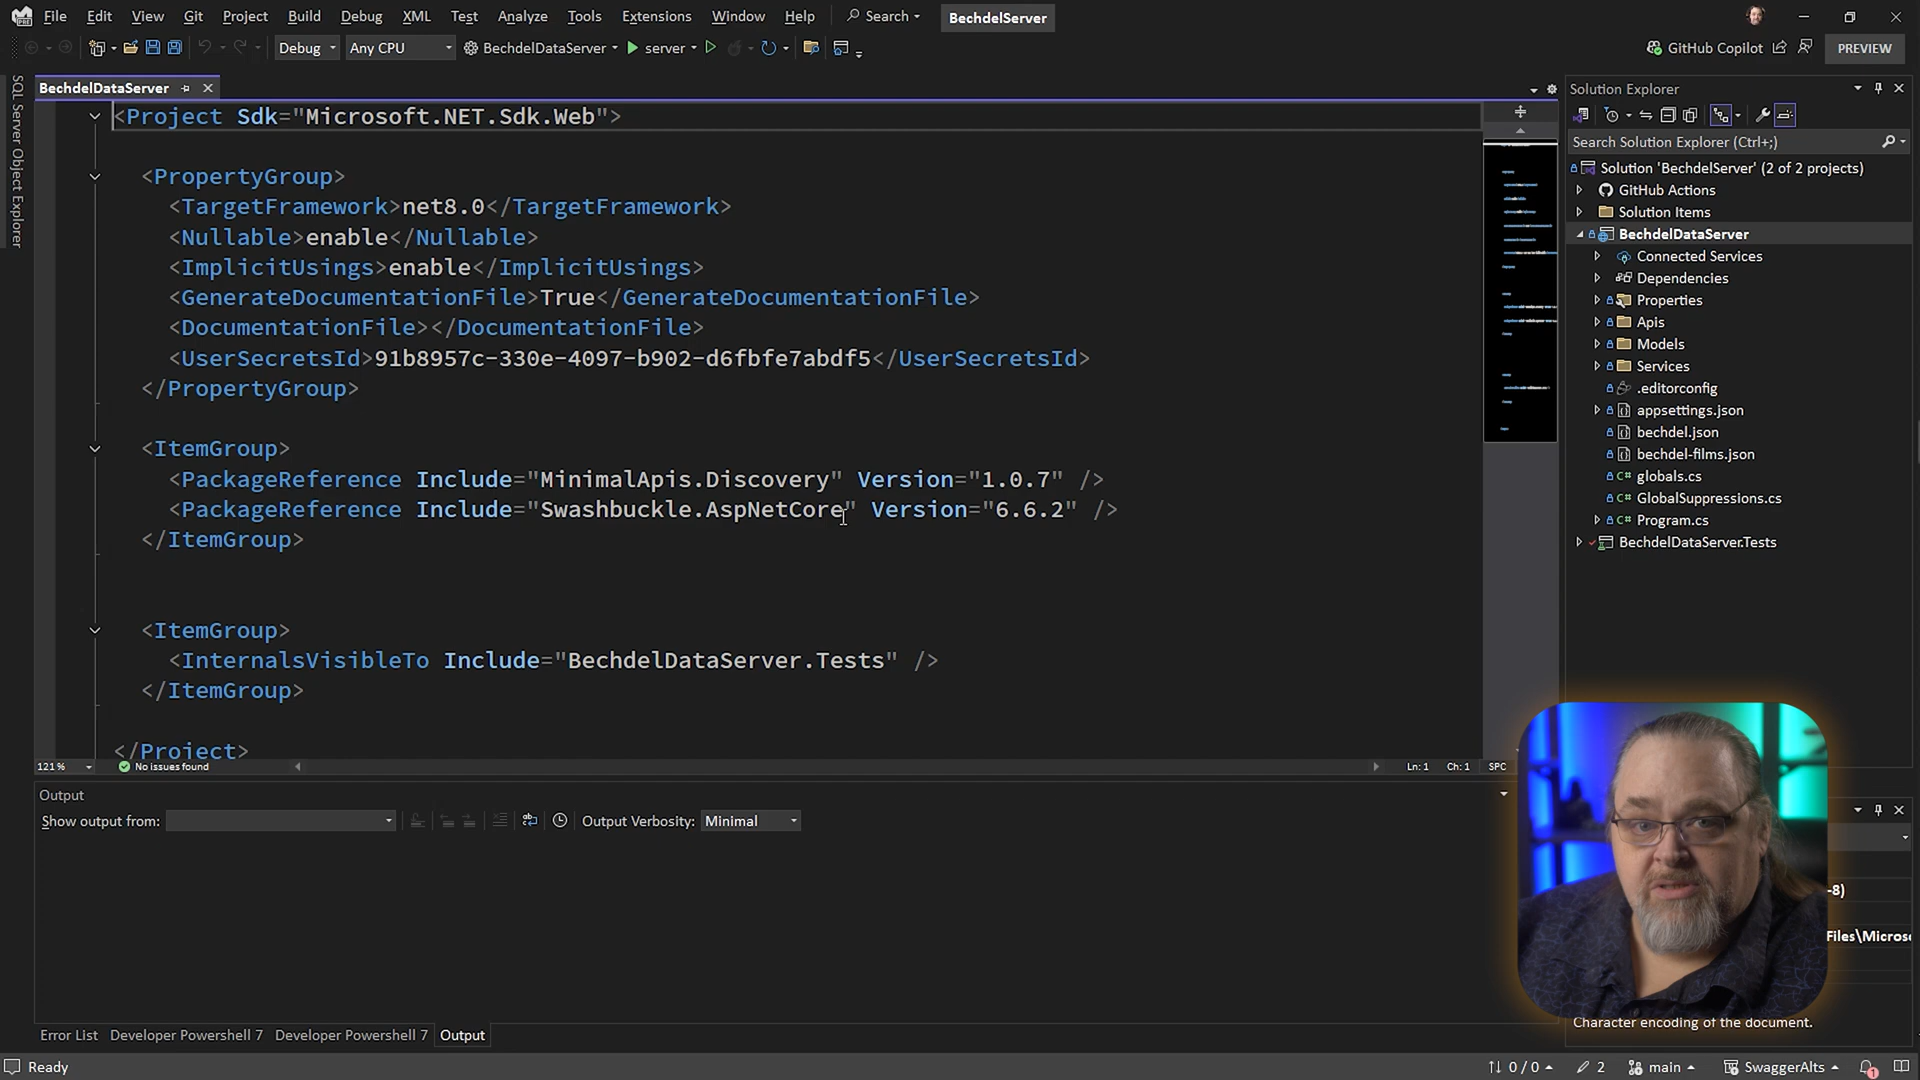 File Edit View Git Project Build Debug XML Test Analyze Tools Extensions Window Help Search BechdelServer
Debug Any CPU BechdelDataServer server GitHub Copilot PREVIEW
SQL Server Object Explorer
BechdelDataServer
<Project Sdk="Microsoft.NET.Sdk.Web">
<PropertyGroup>
<TargetFramework>net8.0</TargetFramework>
<Nullable>enable</Nullable>
<ImplicitUsings>enable</ImplicitUsings>
<GenerateDocumentationFile>True</GenerateDocumentationFile>
<DocumentationFile></DocumentationFile>
<UserSecretsId>91b8957c-330e-4097-b902-d6fbfe7abdf5</UserSecretsId>
</PropertyGroup>
<ItemGroup>
<PackageReference Include="MinimalApis.Discovery" Version="1.0.7" />
<PackageReference Include="Swashbuckle.AspNetCore" Version="6.6.2" />
</ItemGroup>
<ItemGroup>
<InternalsVisibleTo Include="BechdelDataServer.Tests" />
</ItemGroup>
</Project>
121 % No issues found Ln: 1 Ch: 1 SPC
Solution Explorer
Search Solution Explorer (Ctrl+;)
Solution 'BechdelServer' (2 of 2 projects)
GitHub Actions
Solution Items
BechdelDataServer
Connected Services
Dependencies
Properties
Apis
Models
Services
.editorconfig
appsettings.json
bechdel.json
bechdel-films.json
C# globals.cs
C# GlobalSuppressions.cs
C# Program.cs
BechdelDataServer.Tests
-8)
Files\Micros
Character encoding of the document.
Output
Show output from: Output Verbosity: Minimal
Error List Developer Powershell 7 Developer Powershell 7 Output
Ready 0 / 0 2 main SwaggerAlts 1